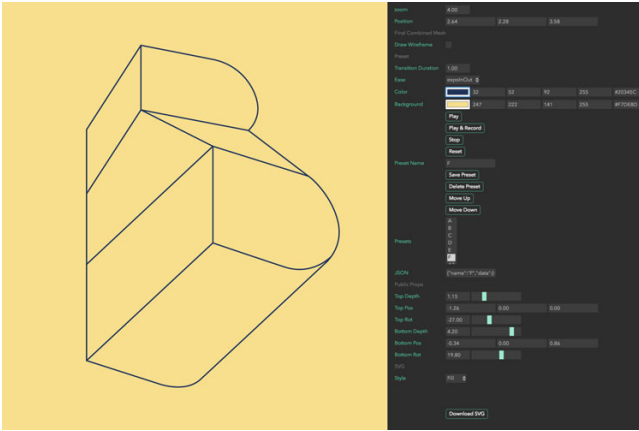 zoom 4.00
Position 2.64 2.28 3.58
Final Combined Mesh
Draw Wireframe
Preset
Transition Duration 1.00
Ease expoInOut
Color 32 52 92 255 #20345C
Background 247 222 141 255 #F7DE8D
Play
Play & Record
Stop
Reset
Preset Name F
Save Preset
Delete Preset
Move Up
Move Down
Presets
A
B
C
D
E
F
JSON {"name":"F","data":{
Public Props
Top Depth 1.15
Top Pos -1.26 0.00 0.00
Top Rot -27.00
Bottom Depth 4.20
Bottom Pos -0.34 0.00 0.86
Bottom Rot 19.80
SVG
Style Fill
Download SVG